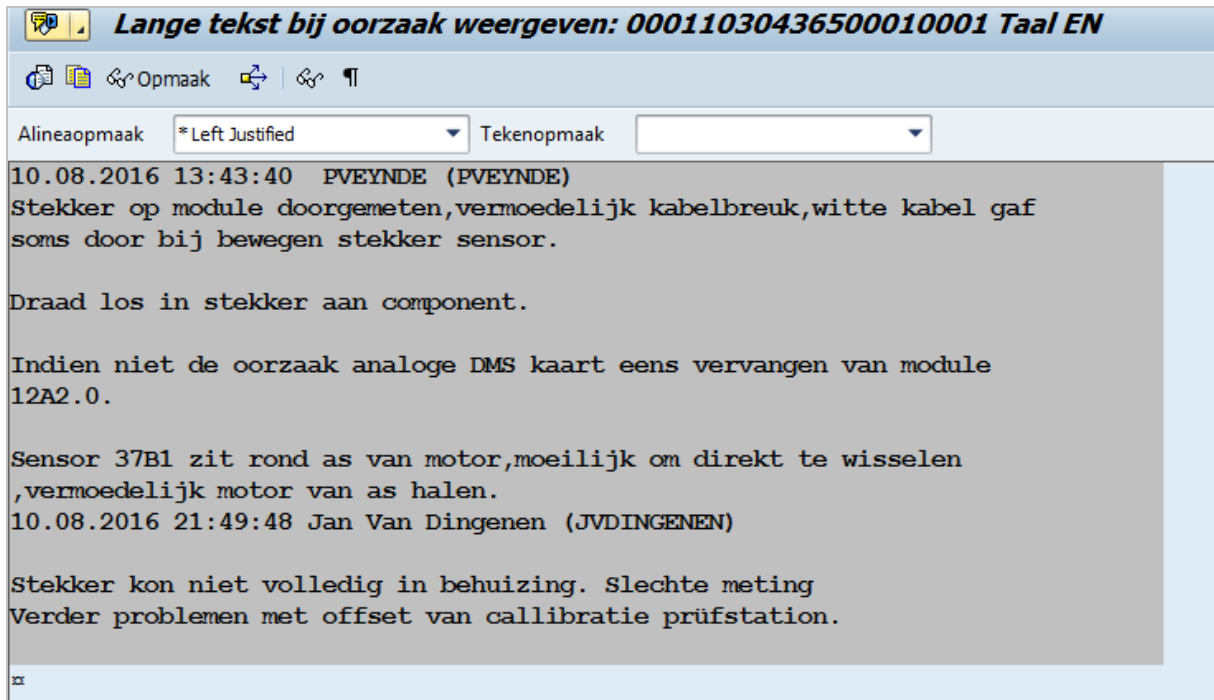 Lange tekst bij oorzaak weergeven: 00011030436500010001 Taal EN
Opmaak
Alineaopmaak * Left Justified Tekenopmaak
10.08.2016 13:43:40 PVEYNDE (PVEYNDE)
Stekker op module doorgemeten,vermoedelijk kabelbreuk,witte kabel gaf
soms door bij bewegen stekker sensor.
Draad los in stekker aan component.
Indien niet de oorzaak analoge DMS kaart eens vervangen van module
12A2.0.
Sensor 37B1 zit rond as van motor,moeilijk om direkt te wisselen
,vermoedelijk motor van as halen.
10.08.2016 21:49:48 Jan Van Dingenen (JVDINGENEN)
Stekker kon niet volledig in behuizing. Slechte meting
Verder problemen met offset van callibratie prüfstation.